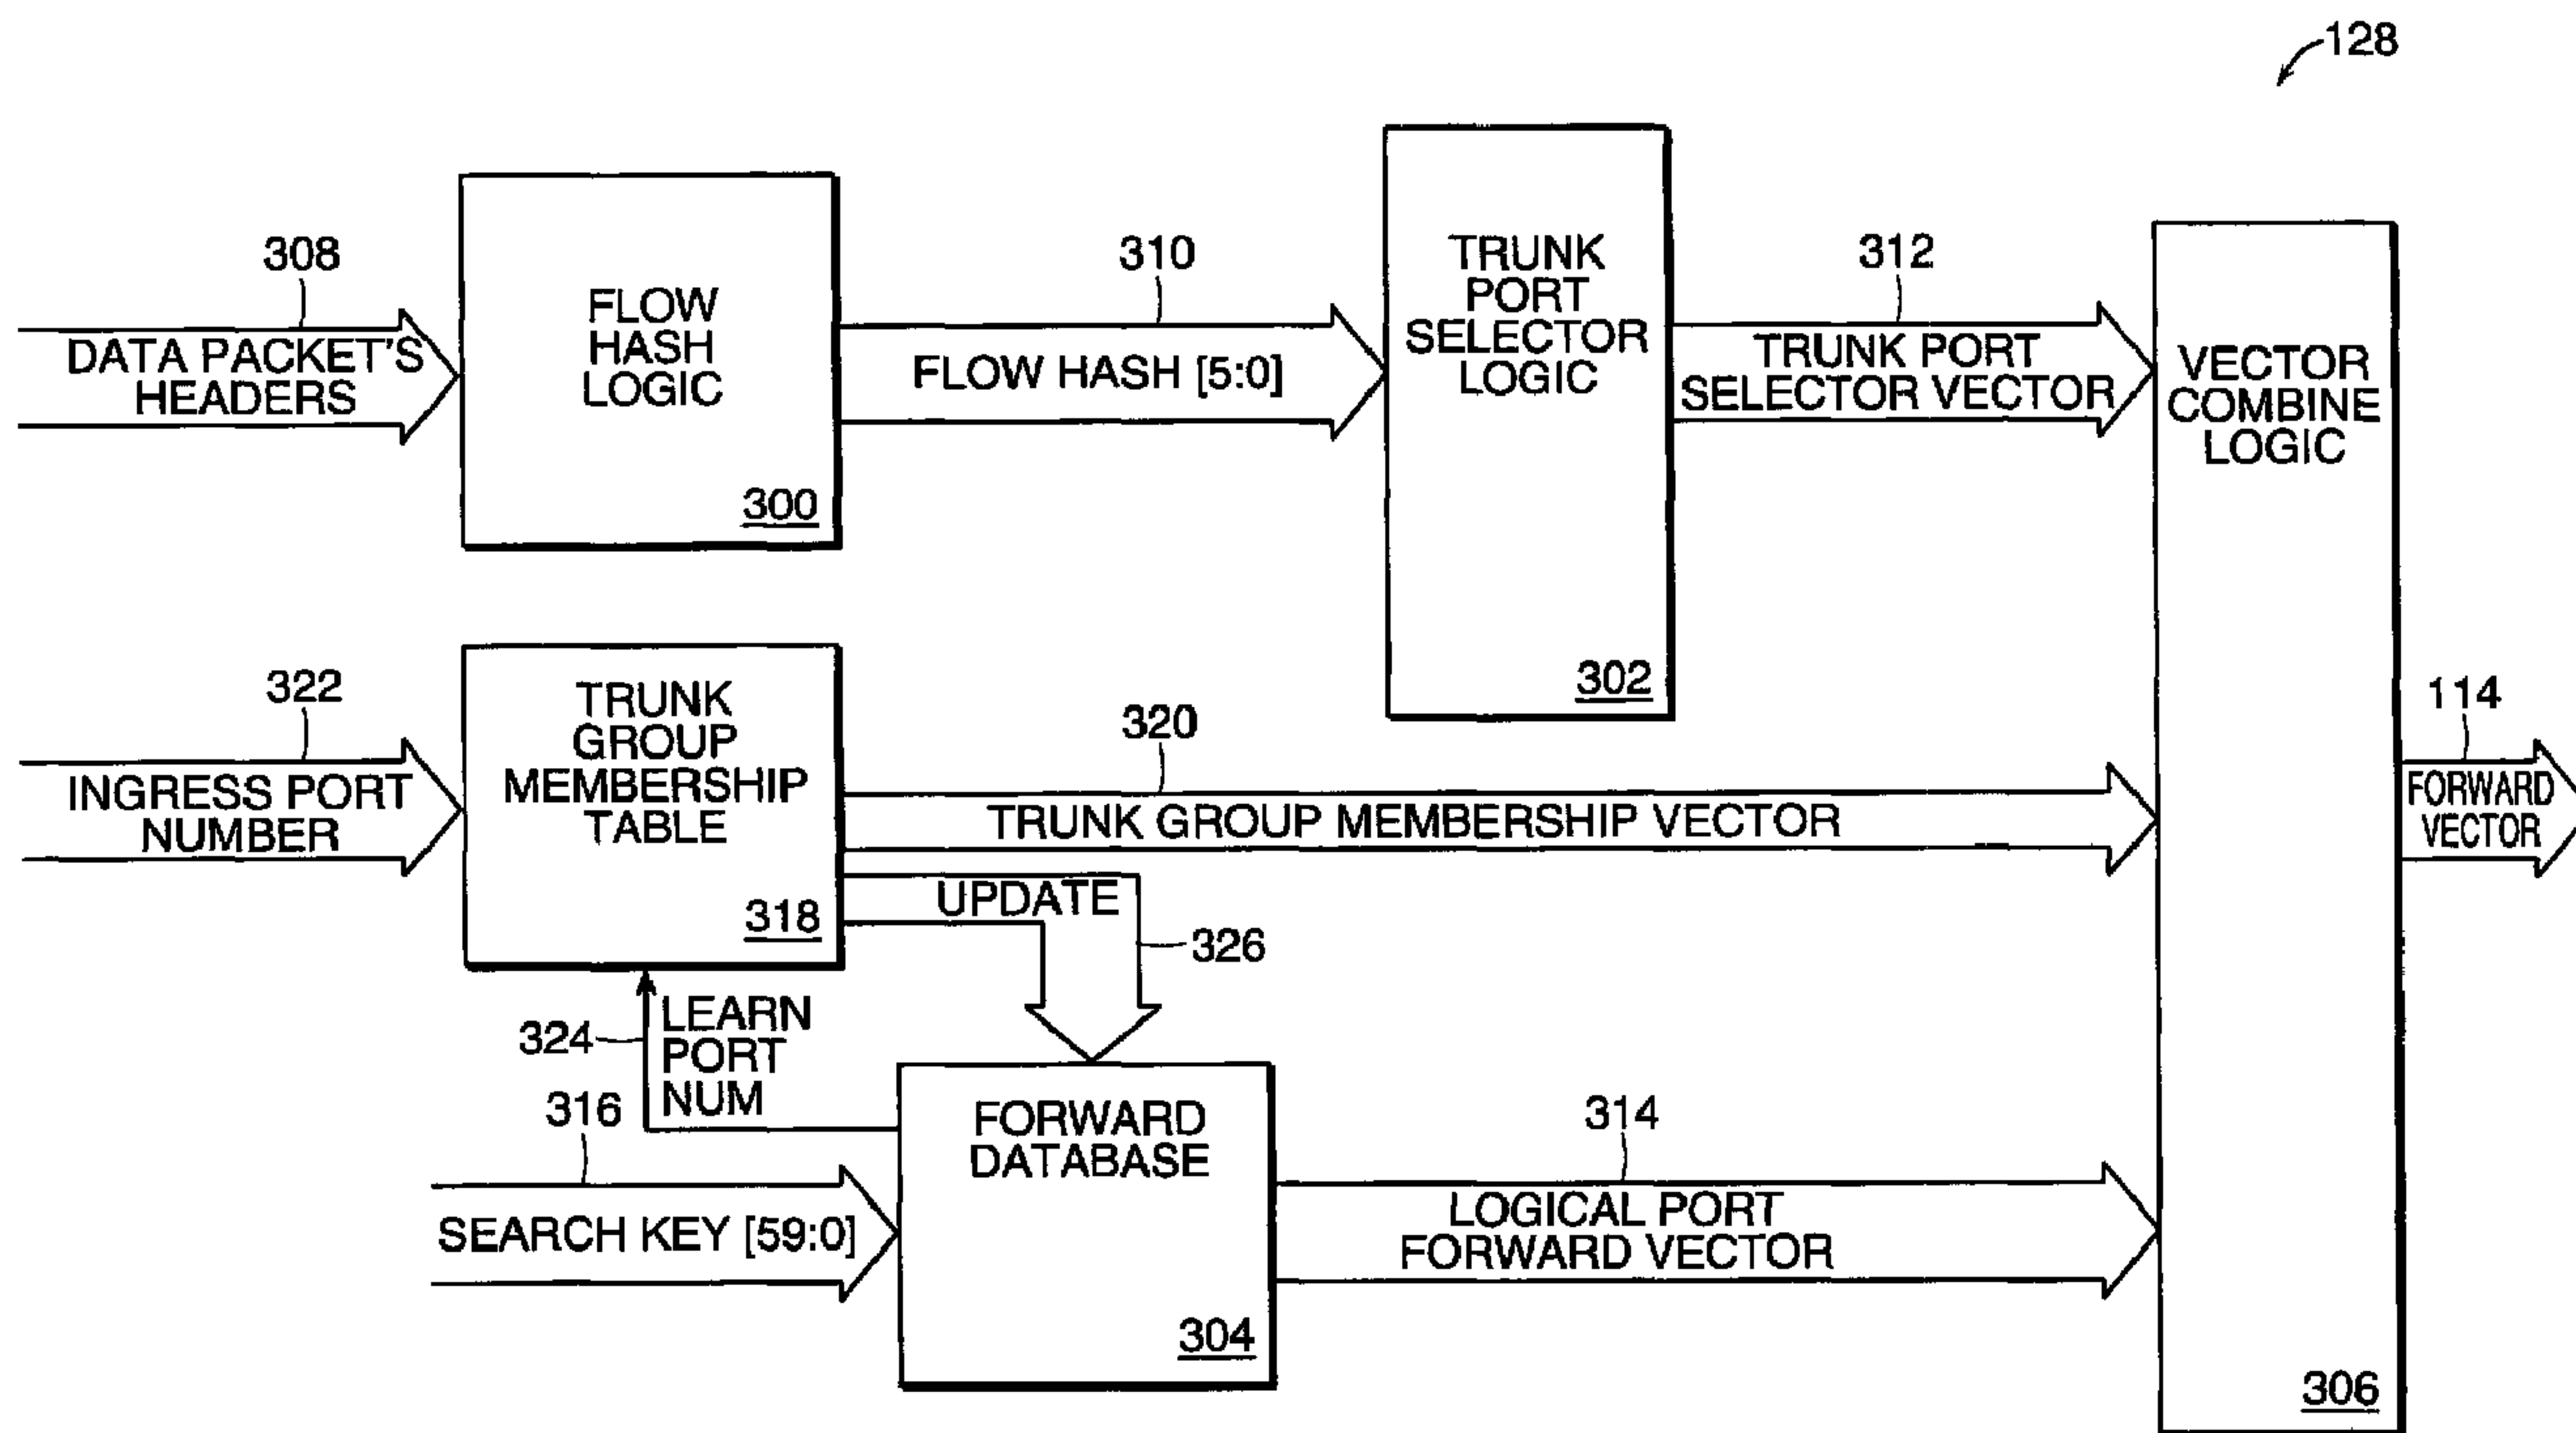 128
308
DATA PACKET'S
HEADERS
FLOW
HASH
LOGIC
300
310
FLOW HASH [5:0]
TRUNK
PORT
SELECTOR
LOGIC
302
312
TRUNK PORT
SELECTOR VECTOR
VECTOR
COMBINE
LOGIC
306
322
INGRESS PORT
NUMBER
TRUNK
GROUP
MEMBERSHIP
TABLE
318
320
TRUNK GROUP MEMBERSHIP VECTOR
114
FORWARD
VECTOR
UPDATE
326
324
LEARN
PORT
NUM
316
SEARCH KEY [59:0]
FORWARD
DATABASE
304
314
LOGICAL PORT
FORWARD VECTOR